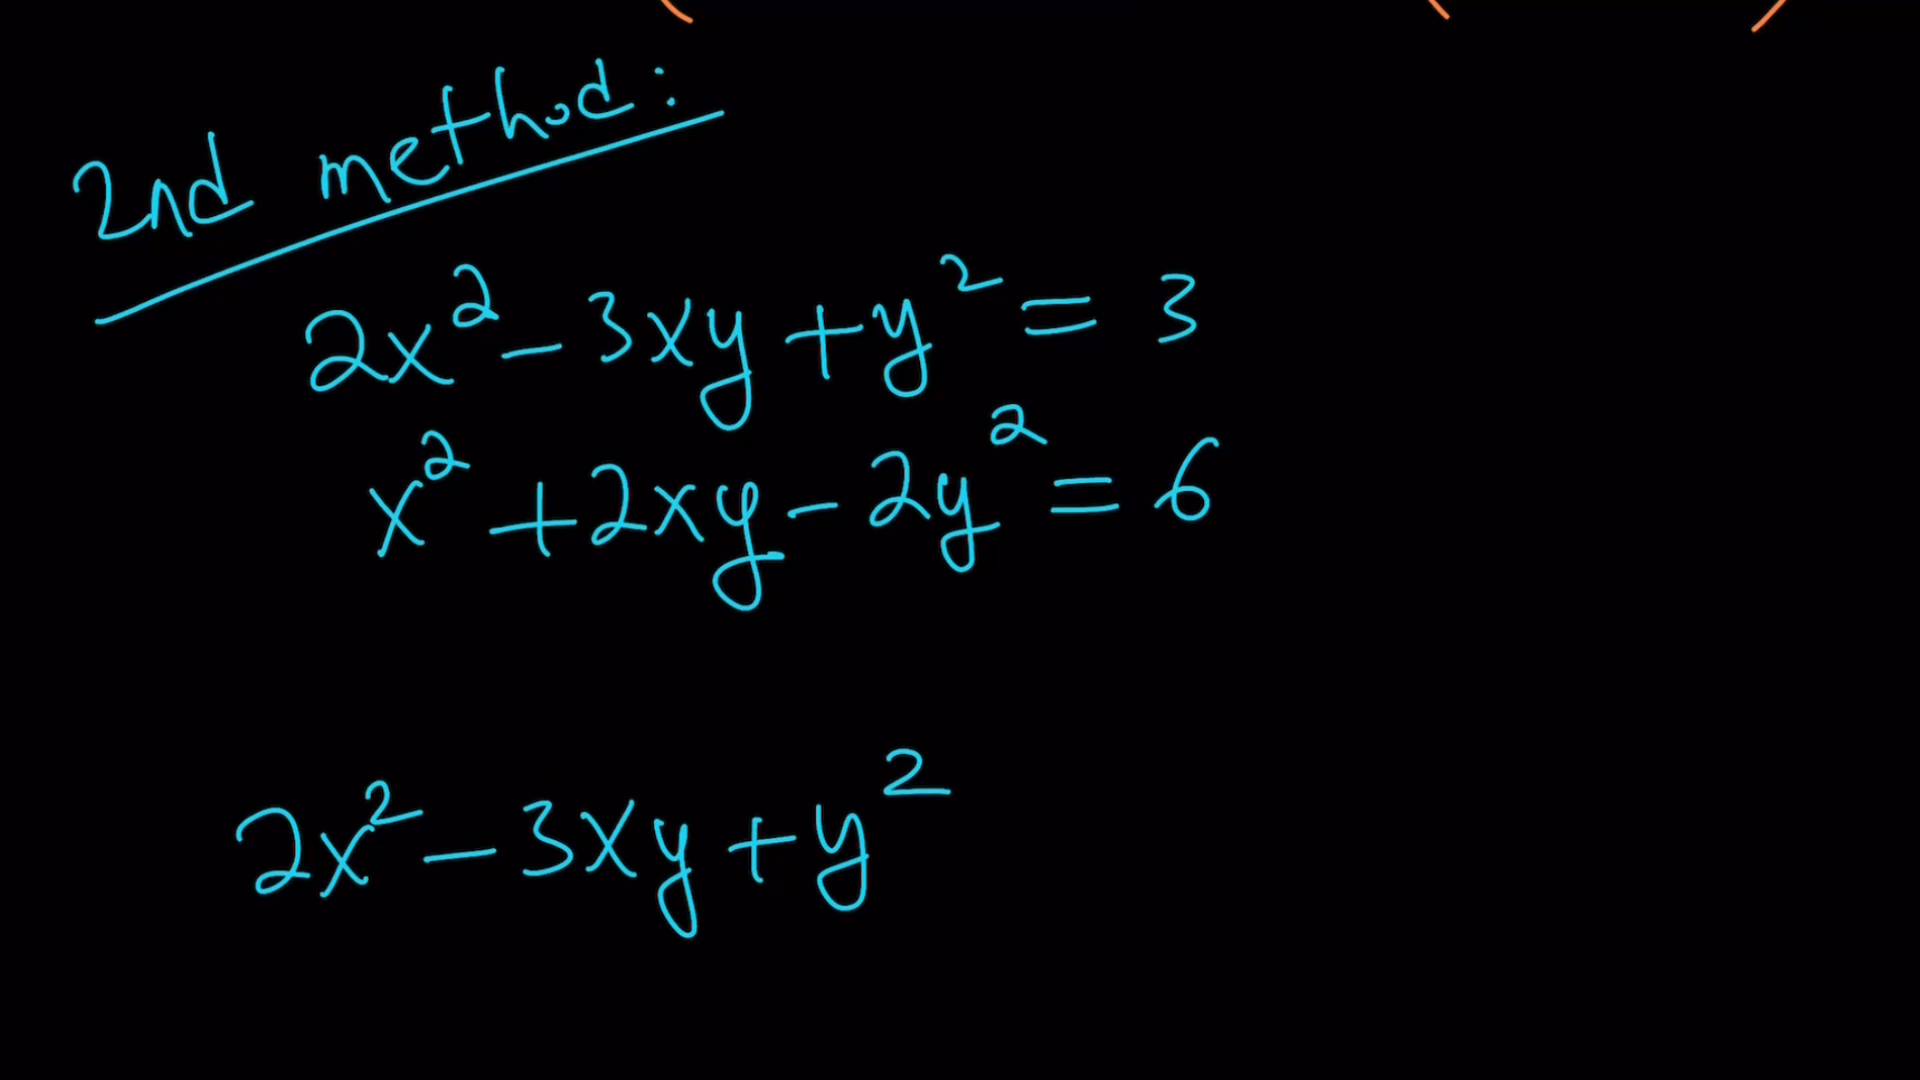 2nd method:
2x² - 3xy + y² = 3
x² + 2xy - 2y² = 6
2x² - 3xy + y²